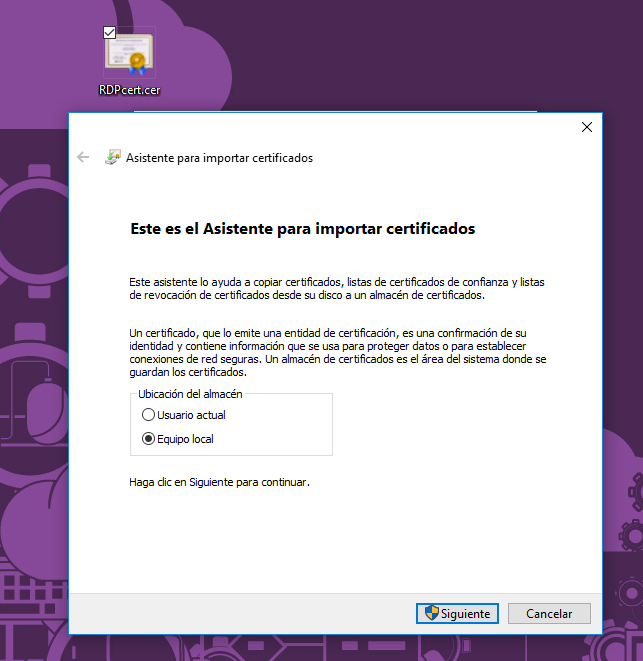 RDPcert.cer
Asistente para importar certificados
Este es el Asistente para importar certificados
Este asistente lo ayuda a copiar certificados, listas de certificados de confianza y listas
de revocación de certificados desde su disco a un almacén de certificados.
Un certificado, que lo emite una entidad de certificación, es una confirmación de su
identidad y contiene información que se usa para proteger datos o para establecer
conexiones de red seguras. Un almacén de certificados es el área del sistema donde se
guardan los certificados.
Ubicación del almacén
Usuario actual
Equipo local
Haga clic en Siguiente para continuar.
Siguiente
Cancelar